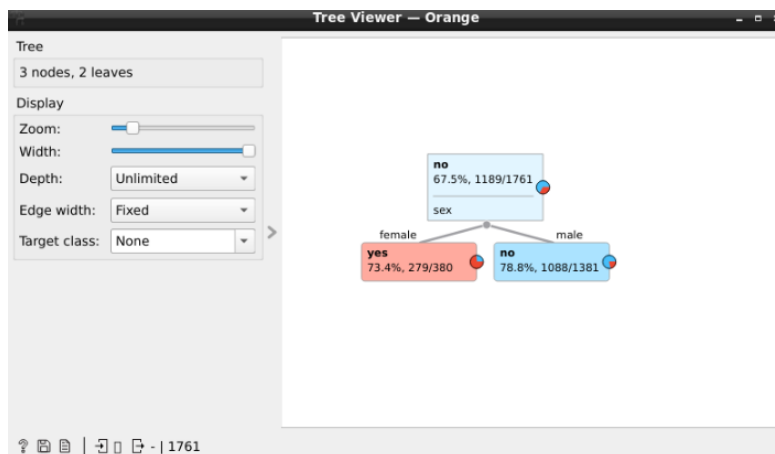 Tree Viewer — Orange
Tree
3 nodes, 2 leaves
Display
Zoom:
Width:
Depth: Unlimited
Edge width: Fixed
Target class: None
no
67.5%, 1189/1761
sex
female male
yes
73.4%, 279/380
no
78.8%, 1088/1381
- | 1761